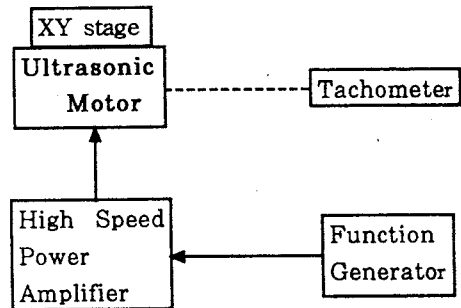 XY stage
Ultrasonic
Motor
Tachometer
High Speed
Power
Amplifier
Function
Generator